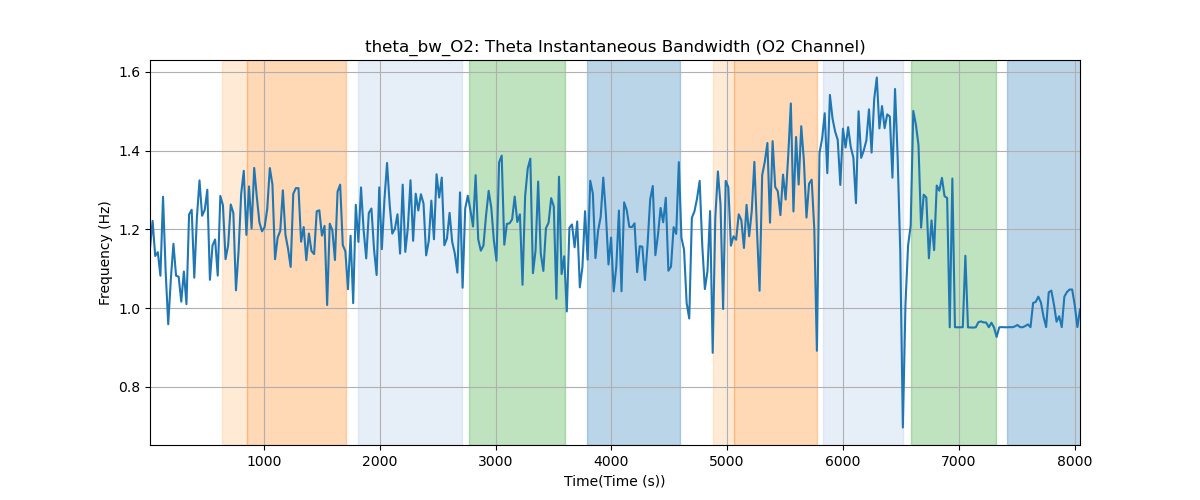 theta_bw_O2: Theta Instantaneous Bandwidth (O2 Channel)
Frequency (Hz)
1.6
1.4
1.2
1.0
0.8
1000 2000 3000 4000 5000 6000 7000 8000
Time(Time (s))